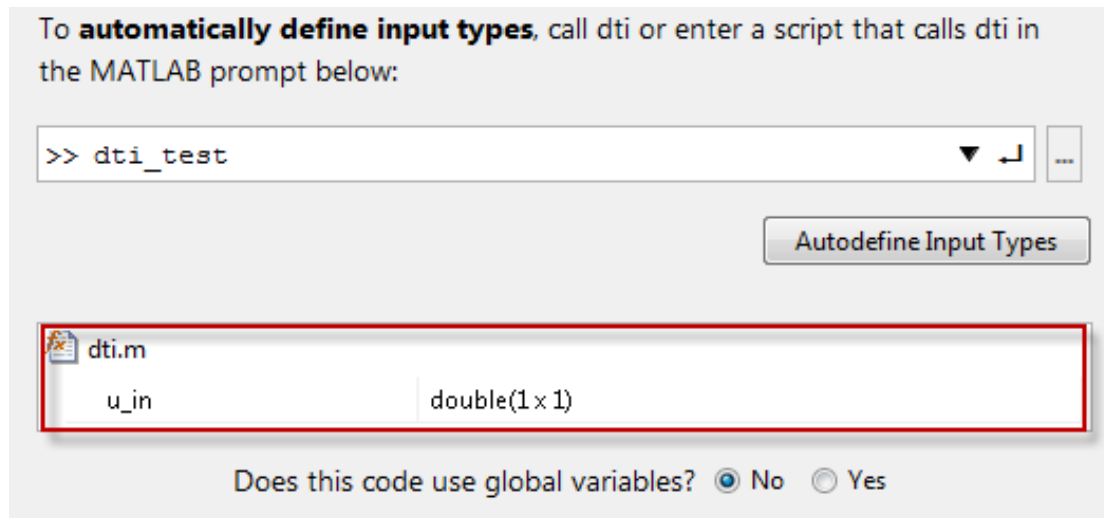 To automatically define input types, call dti or enter a script that calls dti in
the MATLAB prompt below:
>> dti_test
...
Autodefine Input Types
dti.m
u_in double(1 x 1)
Does this code use global variables? No Yes